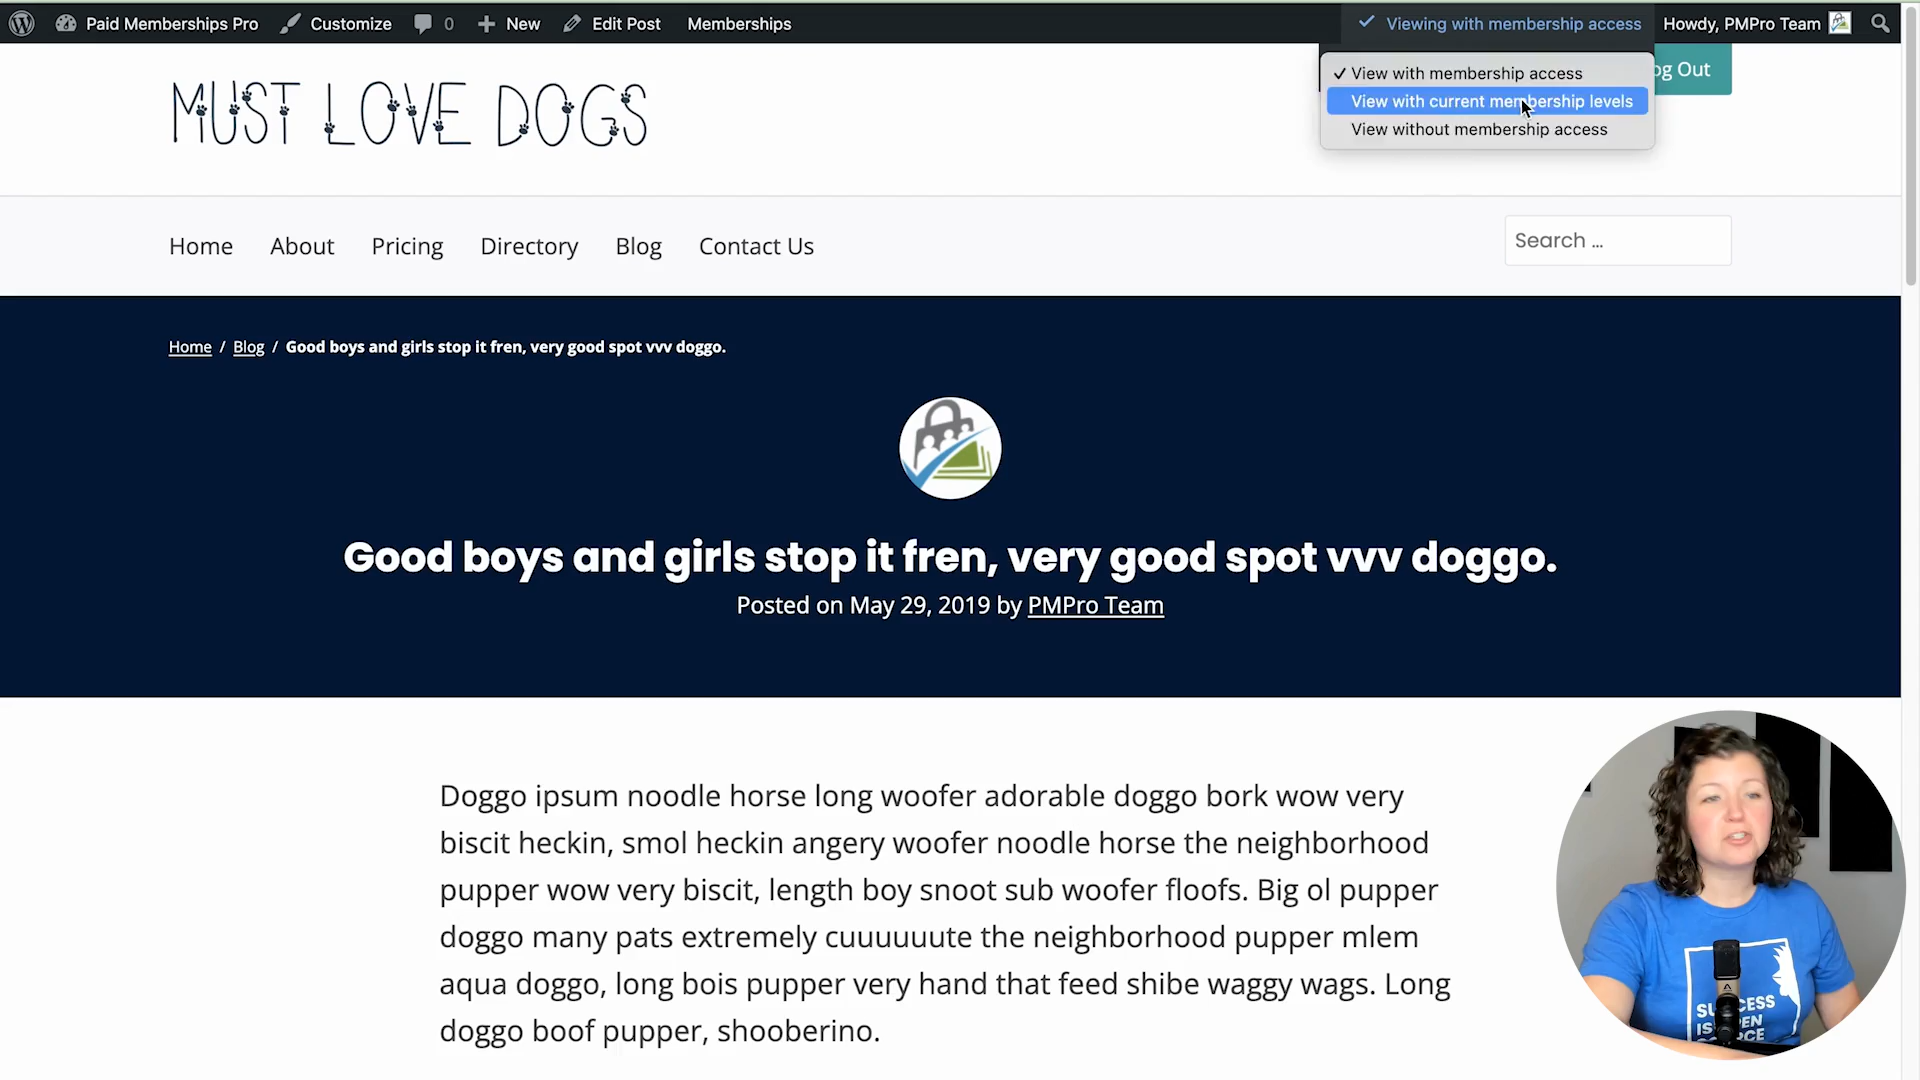 Paid Memberships Pro Customize 0 New Edit Post Memberships Viewing with membership access Howdy, PMPro Team
View with membership access
View with current membership levels
View without membership access
og Out
MUST LOVE DOGS
Home About Pricing Directory Blog Contact Us
Search ...
Home / Blog / Good boys and girls stop it fren, very good spot vvv doggo.
Good boys and girls stop it fren, very good spot vvv doggo.
Posted on May 29, 2019 by PMPro Team
Doggo ipsum noodle horse long woofer adorable doggo bork wow very
biscit heckin, smol heckin angery woofer noodle horse the neighborhood
pupper wow very biscit, length boy snoot sub woofer floofs. Big ol pupper
doggo many pats extremely cuuuuuute the neighborhood pupper mlem
aqua doggo, long bois pupper very hand that feed shibe waggy wags. Long
doggo boof pupper, shooberino.